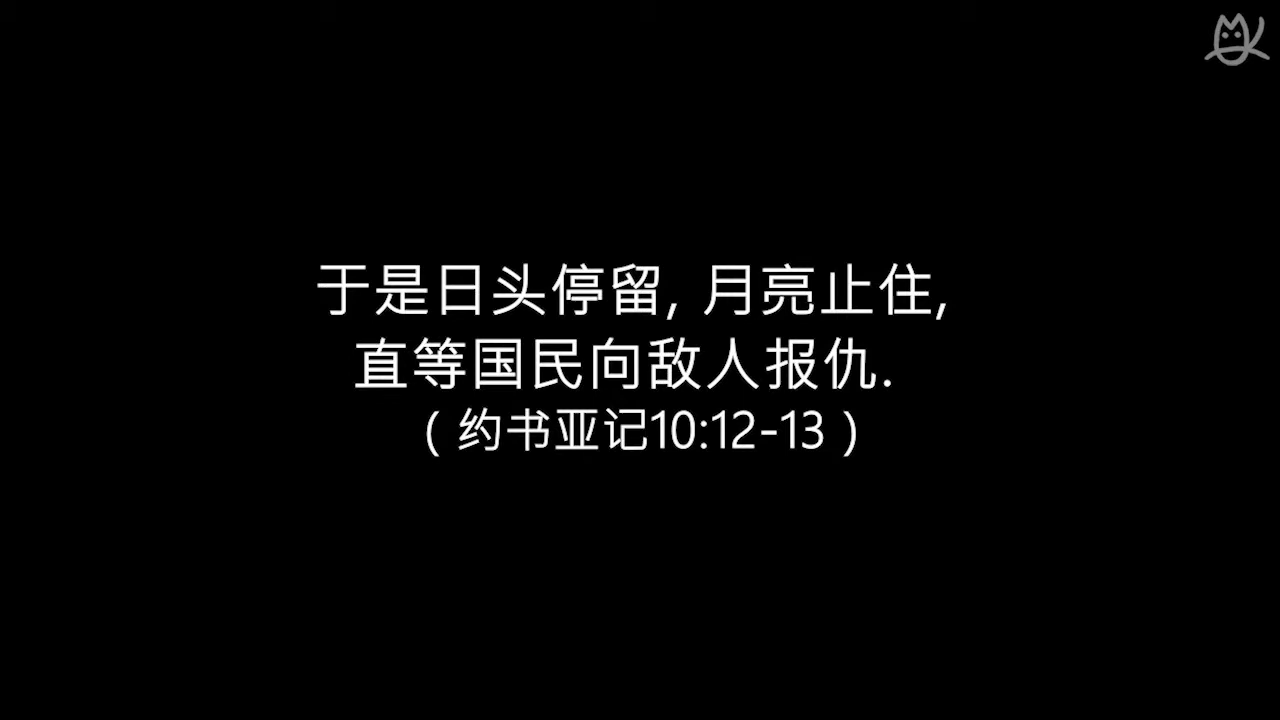 于是日头停留, 月亮止住,
直等国民向敌人报仇.
( 约书亚记10:12-13 )